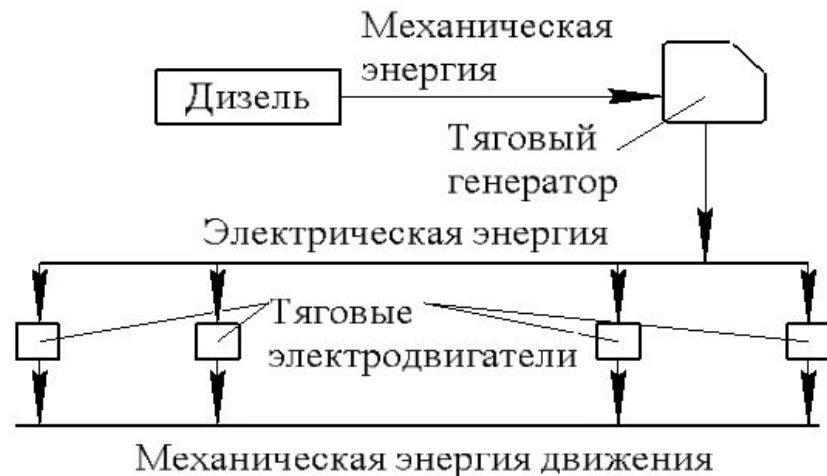 Механическая
энергия
Дизель
Тяговый
генератор
Электрическая энергия
Тяговые
электродвигатели
Механическая энергия движения